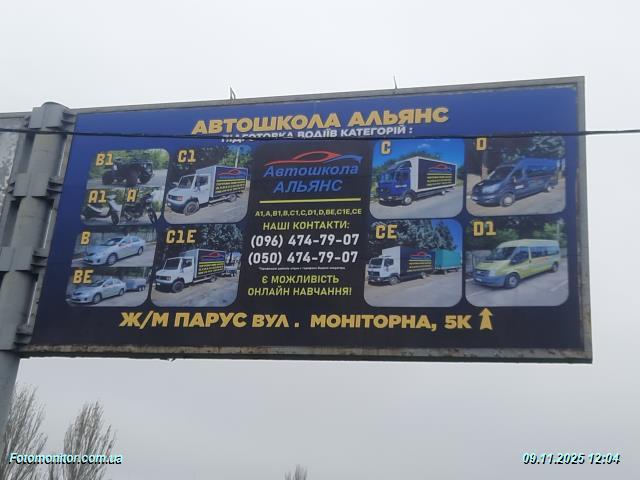 АВТОШКОЛА АЛЬЯНС
ПІДГОТОВКА ВОДІЇВ КАТЕГОРІЙ :
B1
C1
A1
A
B
C1E
BE
Автошкола
АЛЬЯНС
A1,A,B1,B,C1,C,D1,D,BE,C1E,CE
НАШІ КОНТАКТИ:
(096) 474-79-07
(050) 474-79-07
Є МОЖЛИВІСТЬ
ОНЛАЙН НАВЧАННЯ!
C
D
CE
D1
Ж/М ПАРУС ВУЛ . МОНІТОРНА, 5К
Fotomonitor.com.ua
09.11.2025 12:04